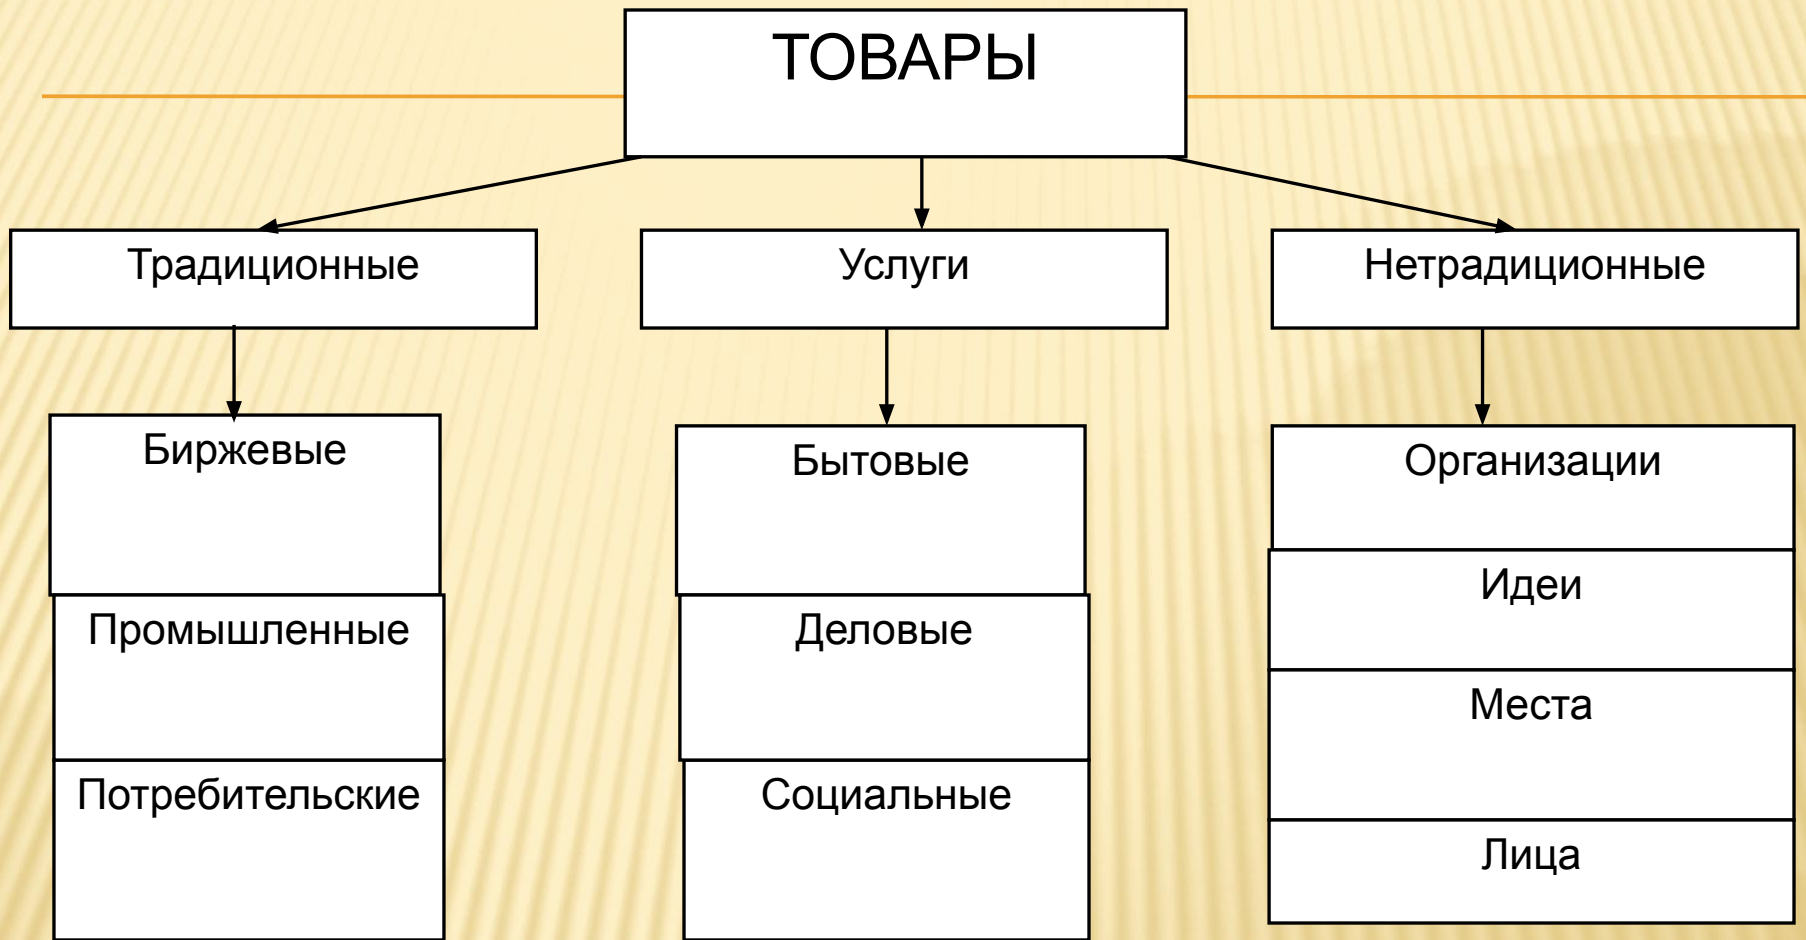 ТОВАРЫ
Традиционные
Услуги
Нетрадиционные
Биржевые
Промышленные
Потребительские
Бытовые
Деловые
Социальные
Организации
Идеи
Места
Лица